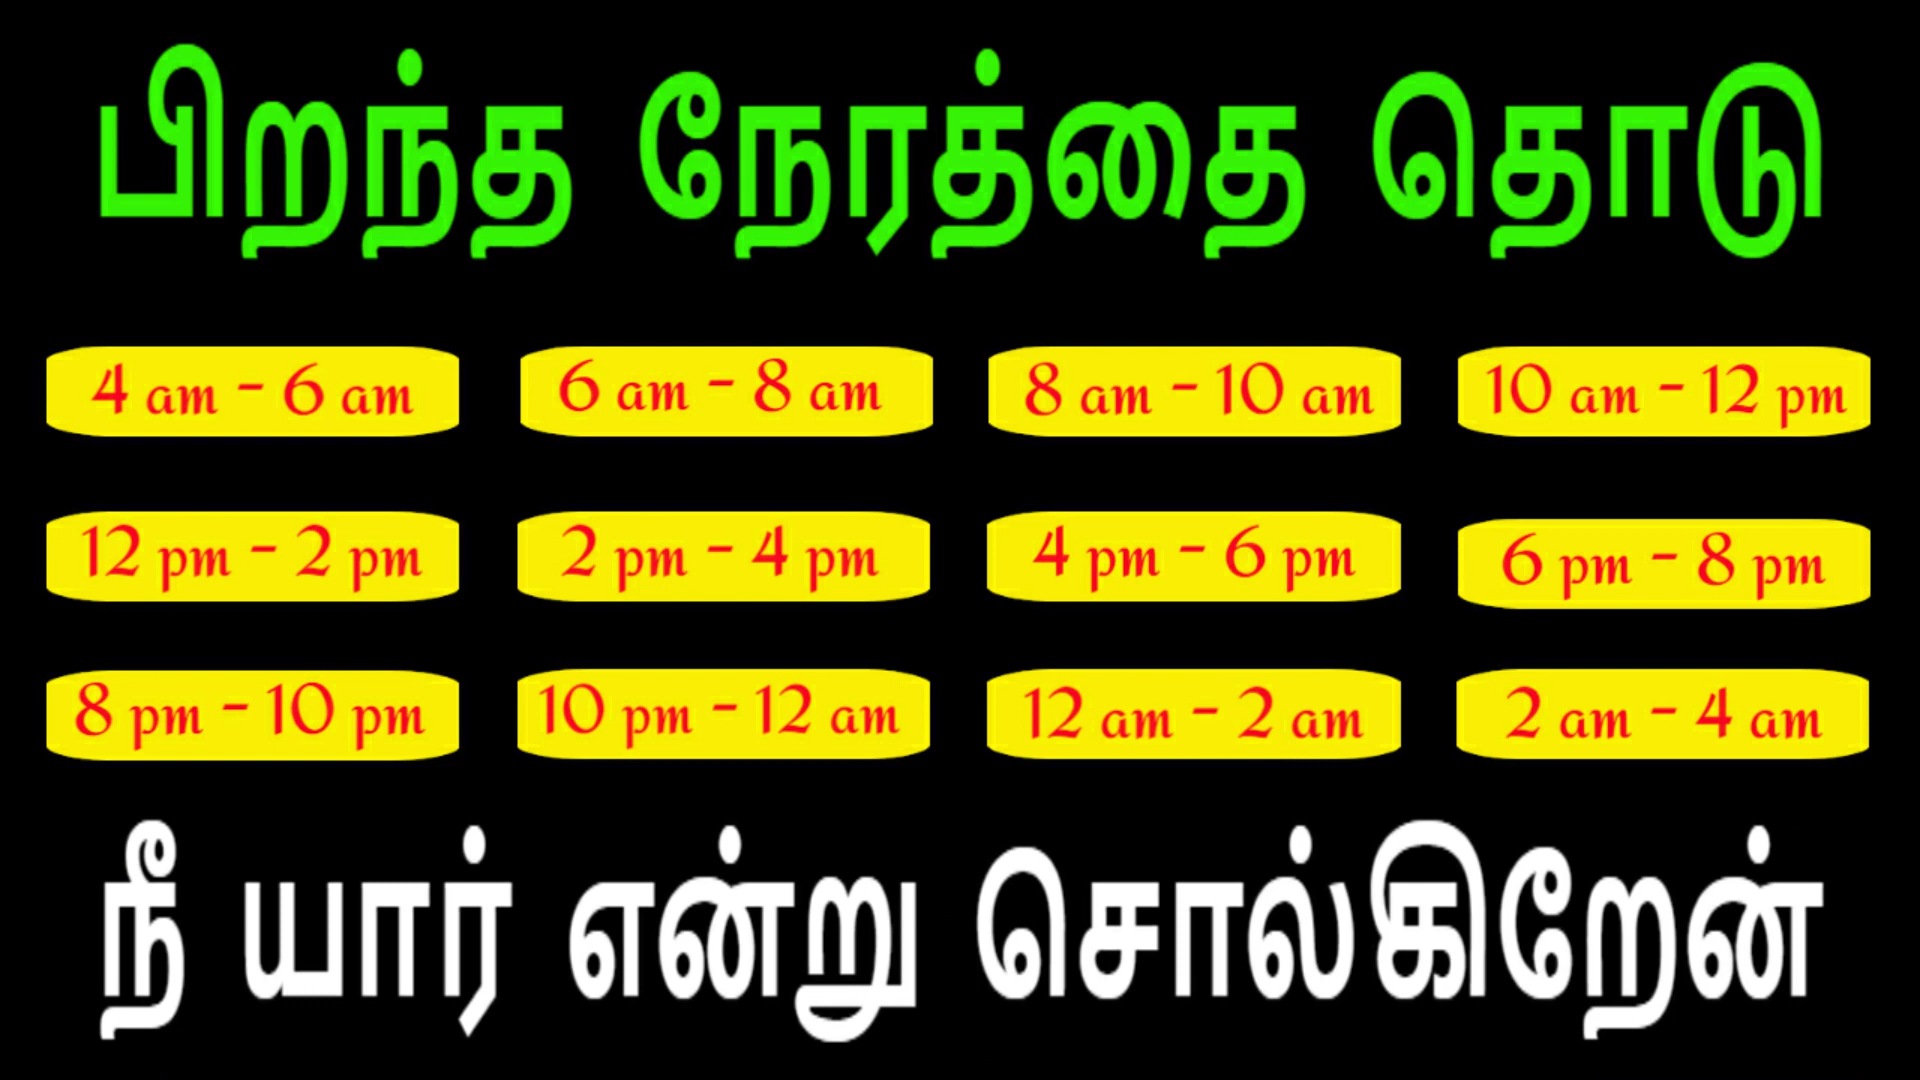 பிறந்த நேரத்தை தொடு
4 am - 6 am 6 am - 8 am 8 am - 10 am 10 am - 12 pm
12 pm - 2 pm 2 pm - 4 pm 4 pm - 6 pm 6 pm - 8 pm
8 pm - 10 pm 10 pm - 12 am 12 am - 2 am 2 am - 4 am
நீ யார் என்று சொல்கிறேன்